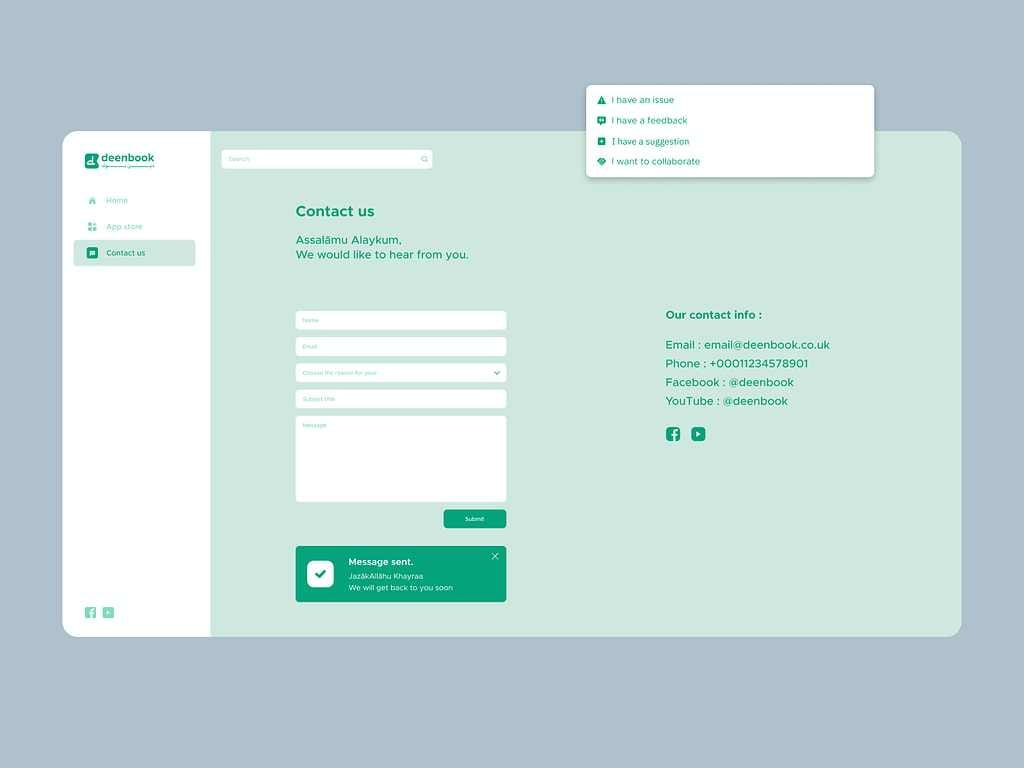 deenbook
Home
App store
Contact us
Search
I have an issue
I have a feedback
I have a suggestion
I want to collaborate
Contact us
Assalāmu Alaykum,
We would like to hear from you.
Name
Email
Choose the reason for your
Subject title
Message
Submit
Message sent.
JazākAllāhu Khayraa
We will get back to you soon
Our contact info :
Email : email@deenbook.co.uk
Phone : +00011234578901
Facebook : @deenbook
YouTube : @deenbook